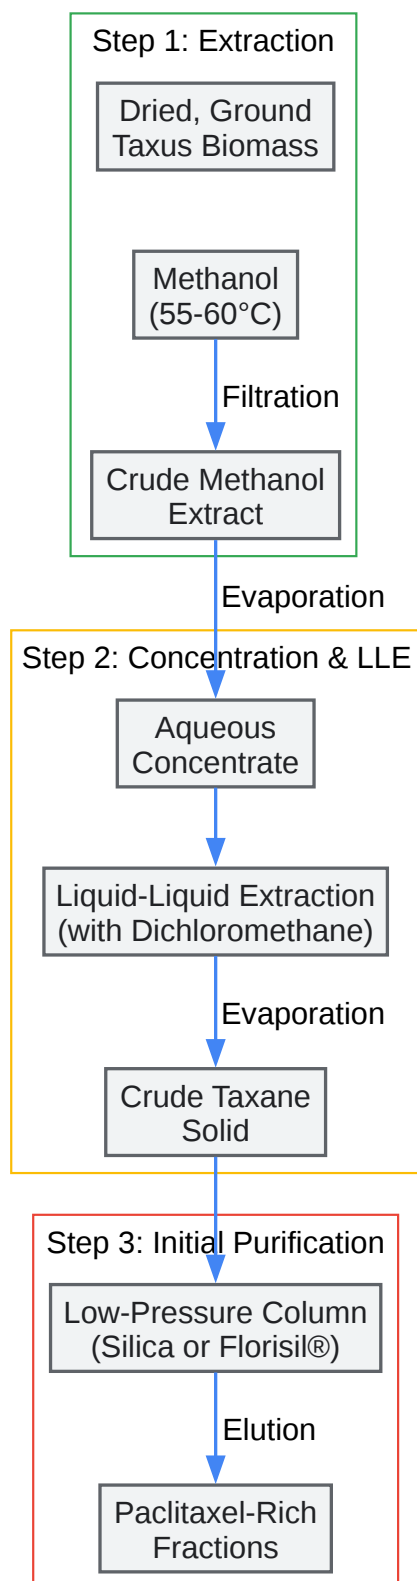 Step 1: Extraction
Dried, Ground
Taxus Biomass
Methanol
(55-60°C)
Filtration
Crude Methanol
Extract
Evaporation
Step 2: Concentration & LLE
Aqueous
Concentrate
Liquid-Liquid Extraction
(with Dichloromethane)
Evaporation
Crude Taxane
Solid
Step 3: Initial Purification
Low-Pressure Column
(Silica or Florisil®)
Elution
Paclitaxel-Rich
Fractions